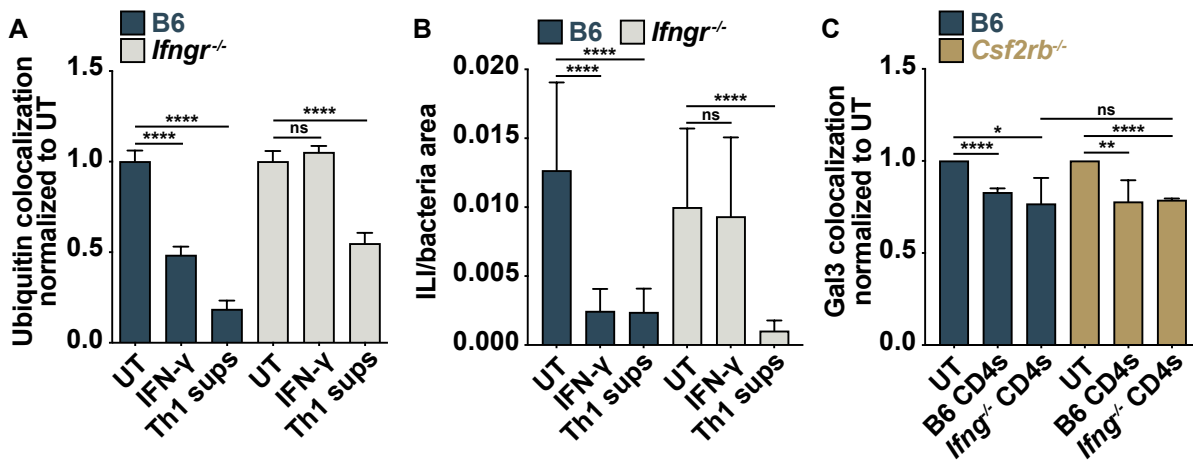 A
B6
Ifngr-/-
Ubiquitin colocalization
normalized to UT
1.5
1.0
0.5
0.0
****
****
****
ns
UT
IFN-γ
Th1 sups
UT
IFN-γ
Th1 sups
B
B6
Ifngr-/-
ILI/bacteria area
0.020
0.015
0.010
0.005
0.000
****
****
****
ns
UT
IFN-γ
Th1 sups
UT
IFN-γ
Th1 sups
C
B6
Csf2rb-/-
Gal3 colocalization
normalized to UT
1.5
1.0
0.5
0.0
ns
*
****
****
**
UT
B6 CD4s
Ifng-/- CD4s
UT
B6 CD4s
Ifng-/- CD4s